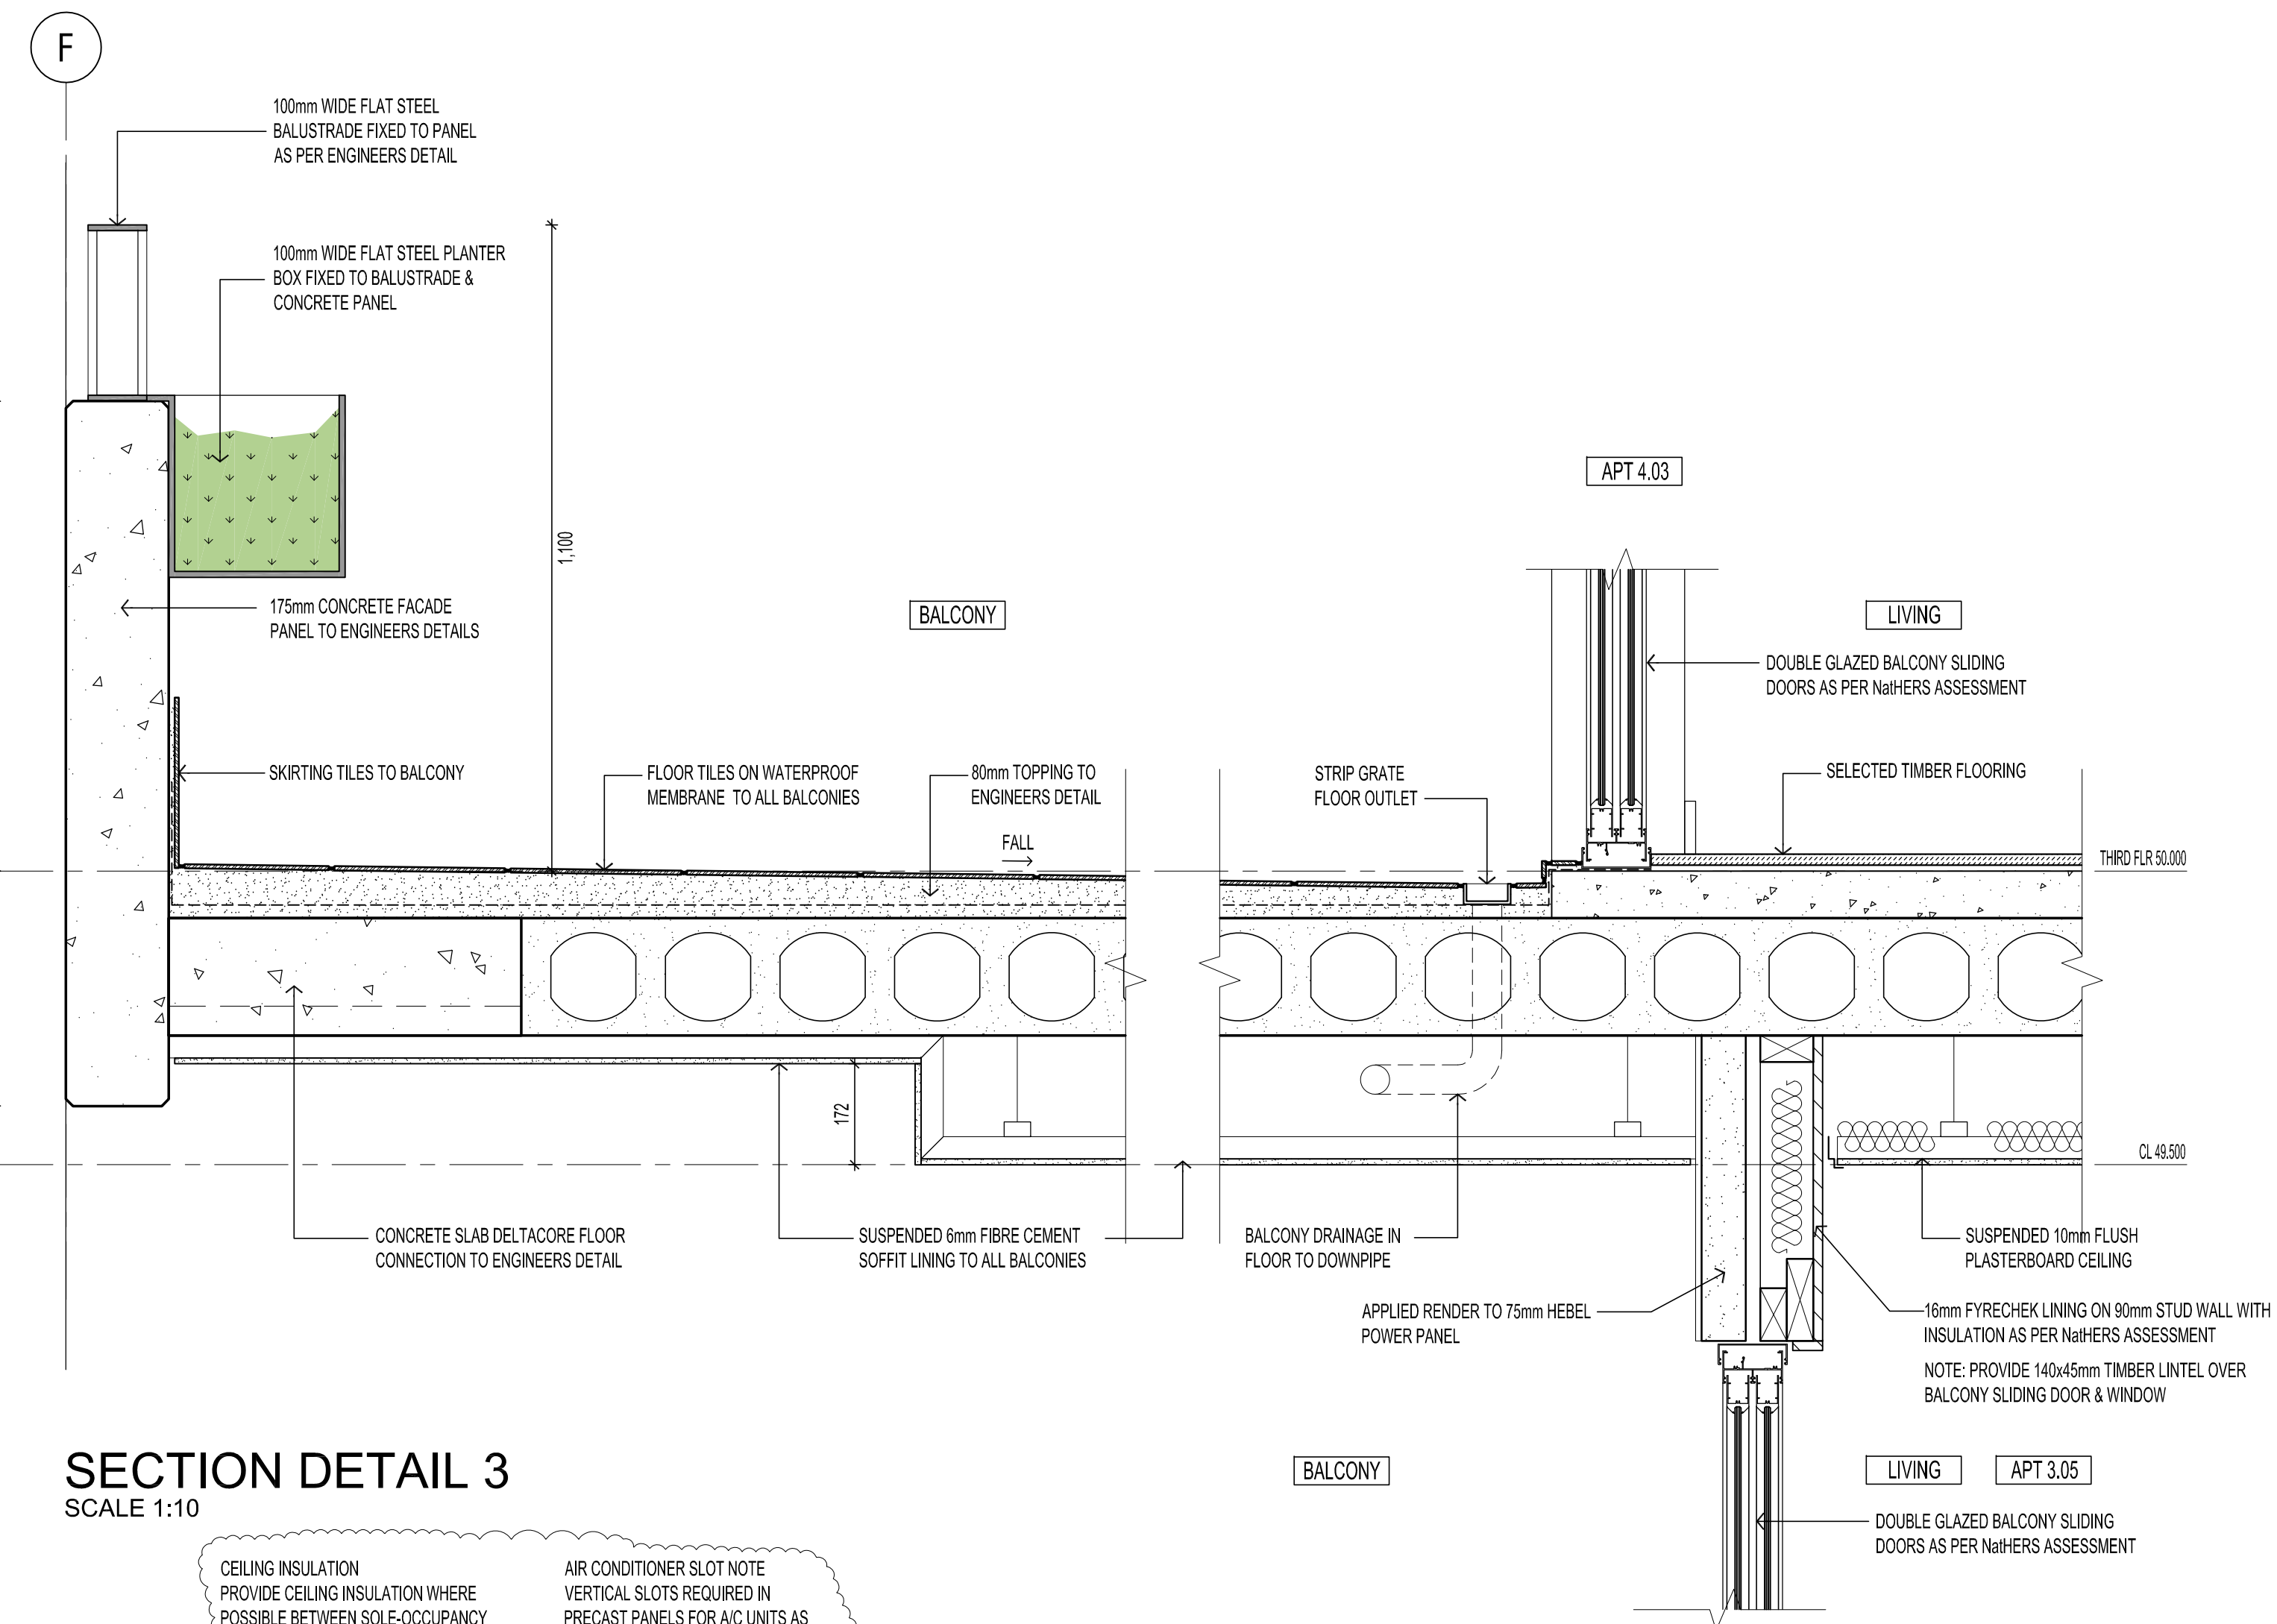 F
100mm WIDE FLAT STEEL
BALUSTRADE FIXED TO PANEL
AS PER ENGINEERS DETAIL
100mm WIDE FLAT STEEL PLANTER
BOX FIXED TO BALUSTRADE &
CONCRETE PANEL
175mm CONCRETE FACADE
PANEL TO ENGINEERS DETAILS
1,100
BALCONY
APT 4.03
LIVING
DOUBLE GLAZED BALCONY SLIDING
DOORS AS PER NatHERS ASSESSMENT
SKIRTING TILES TO BALCONY
FLOOR TILES ON WATERPROOF
MEMBRANE TO ALL BALCONIES
80mm TOPPING TO
ENGINEERS DETAIL
FALL
STRIP GRATE
FLOOR OUTLET
SELECTED TIMBER FLOORING
THIRD FLR 50.000
172
CL 49.500
CONCRETE SLAB DELTACORE FLOOR
CONNECTION TO ENGINEERS DETAIL
SUSPENDED 6mm FIBRE CEMENT
SOFFIT LINING TO ALL BALCONIES
BALCONY DRAINAGE IN
FLOOR TO DOWNPIPE
SUSPENDED 10mm FLUSH
PLASTERBOARD CEILING
APPLIED RENDER TO 75mm HEBEL
POWER PANEL
16mm FYRECHEK LINING ON 90mm STUD WALL WITH
INSULATION AS PER NatHERS ASSESSMENT
NOTE: PROVIDE 140x45mm TIMBER LINTEL OVER
BALCONY SLIDING DOOR & WINDOW
SECTION DETAIL 3
SCALE 1:10
BALCONY
LIVING
APT 3.05
DOUBLE GLAZED BALCONY SLIDING
DOORS AS PER NatHERS ASSESSMENT
CEILING INSULATION
PROVIDE CEILING INSULATION WHERE
POSSIBLE BETWEEN SOLE-OCCUPANCY
AIR CONDITIONER SLOT NOTE
VERTICAL SLOTS REQUIRED IN
PRECAST PANELS FOR A/C UNITS AS